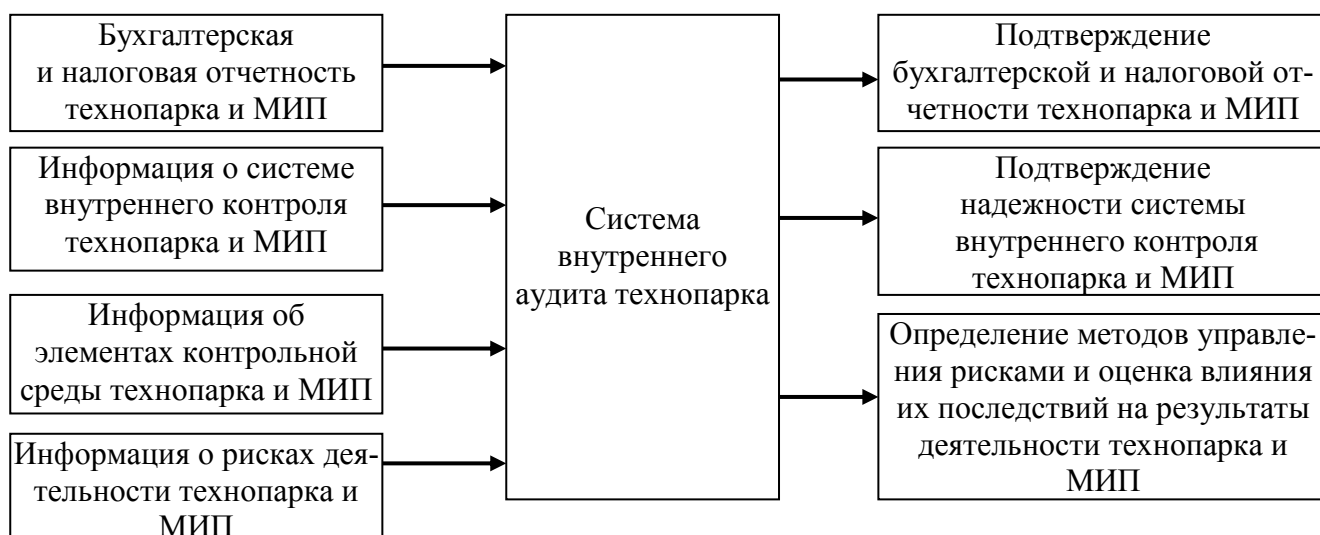 Бухгалтерская
и налоговая отчетность
технопарка и МИП
Информация о системе
внутреннего контроля
технопарка и МИП
Информация об
элементах контрольной
среды технопарка и МИП
Информация о рисках дея-
тельности технопарка и
МИП
Система
внутреннего
аудита технопарка
Подтверждение
бухгалтерской и налоговой от-
четности технопарка и МИП
Подтверждение
надежности системы
внутреннего контроля
технопарка и МИП
Определение методов управле-
ния рисками и оценка влияния
их последствий на результаты
деятельности технопарка и
МИП